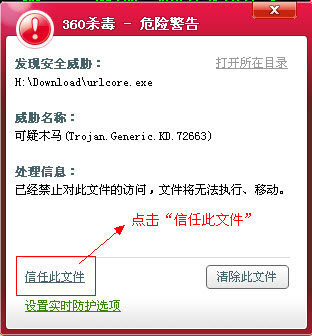 360杀毒 - 危险警告
发现安全威胁：
打开所在目录
H:\Download\urlcore.exe
威胁名称：
可疑木马(Trojan.Generic.KD.72663)
处理信息：
已经禁止对此文件的访问，文件将无法执行、移动。
点击“信任此文件”
信任此文件
清除此文件
设置实时防护选项